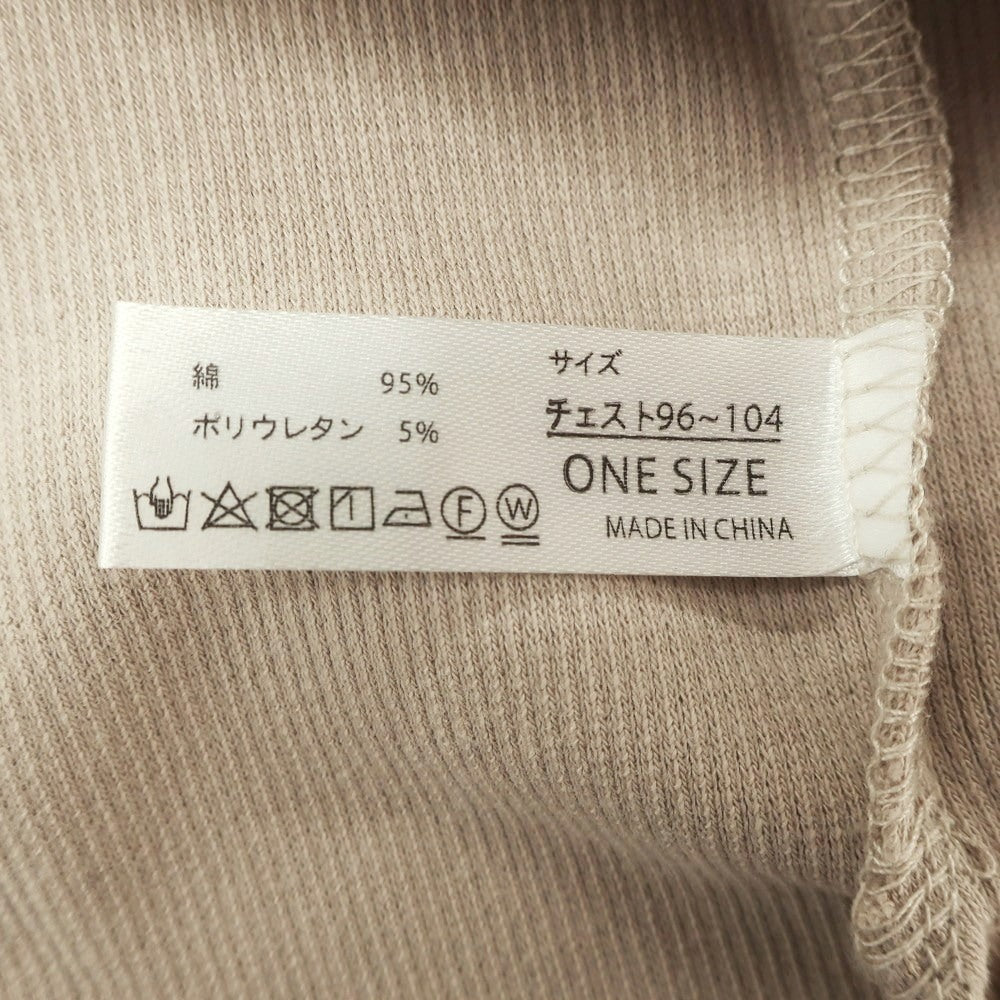 綿 95%
ポリウレタン 5%
サイズ
チェスト96~104
ONE SIZE
MADE IN CHINA
F W